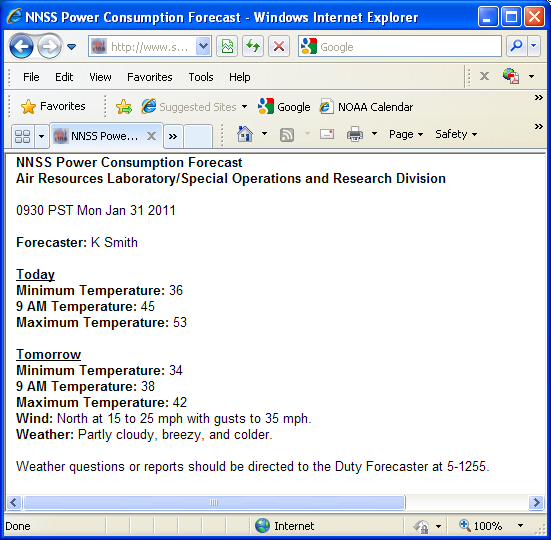 NNSS Power Consumption Forecast - Windows Internet Explorer
http://www.s...
Google
File Edit View Favorites Tools Help
Favorites Suggested Sites Google NOAA Calendar
NNSS Powe... Page Safety
NNSS Power Consumption Forecast
Air Resources Laboratory/Special Operations and Research Division
0930 PST Mon Jan 31 2011
Forecaster: K Smith
Today
Minimum Temperature: 36
9 AM Temperature: 45
Maximum Temperature: 53
Tomorrow
Minimum Temperature: 34
9 AM Temperature: 38
Maximum Temperature: 42
Wind: North at 15 to 25 mph with gusts to 35 mph.
Weather: Partly cloudy, breezy, and colder.
Weather questions or reports should be directed to the Duty Forecaster at 5-1255.
Done Internet 100%